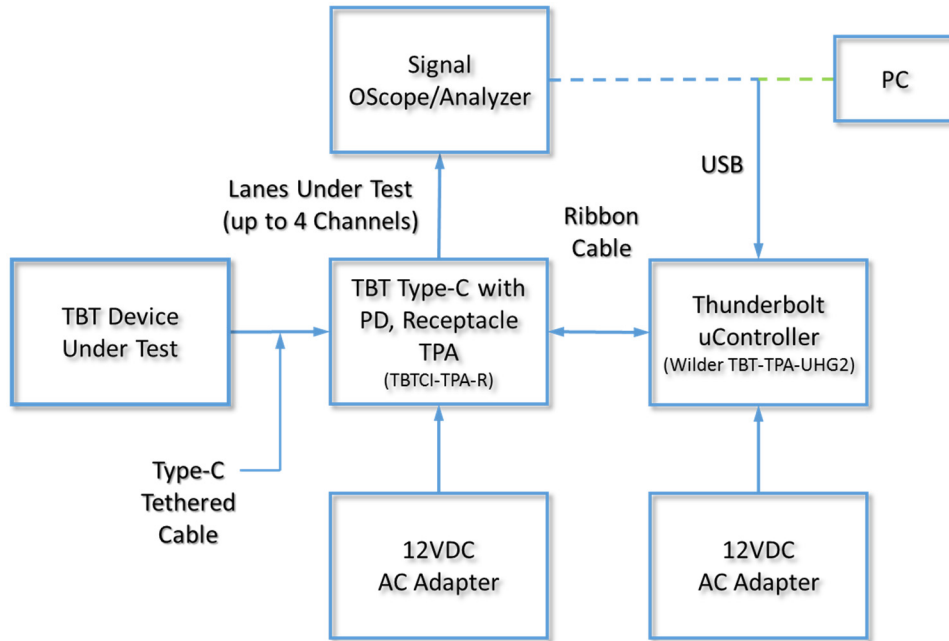 Signal
OScope/Analyzer
PC
USB
Lanes Under Test
(up to 4 Channels)
Ribbon
Cable
TBT Device
Under Test
TBT Type-C with
PD, Receptacle
TPA
(TBTCI-TPA-R)
Thunderbolt
uController
(Wilder TBT-TPA-UHG2)
Type-C
Tethered
Cable
12VDC
AC Adapter
12VDC
AC Adapter